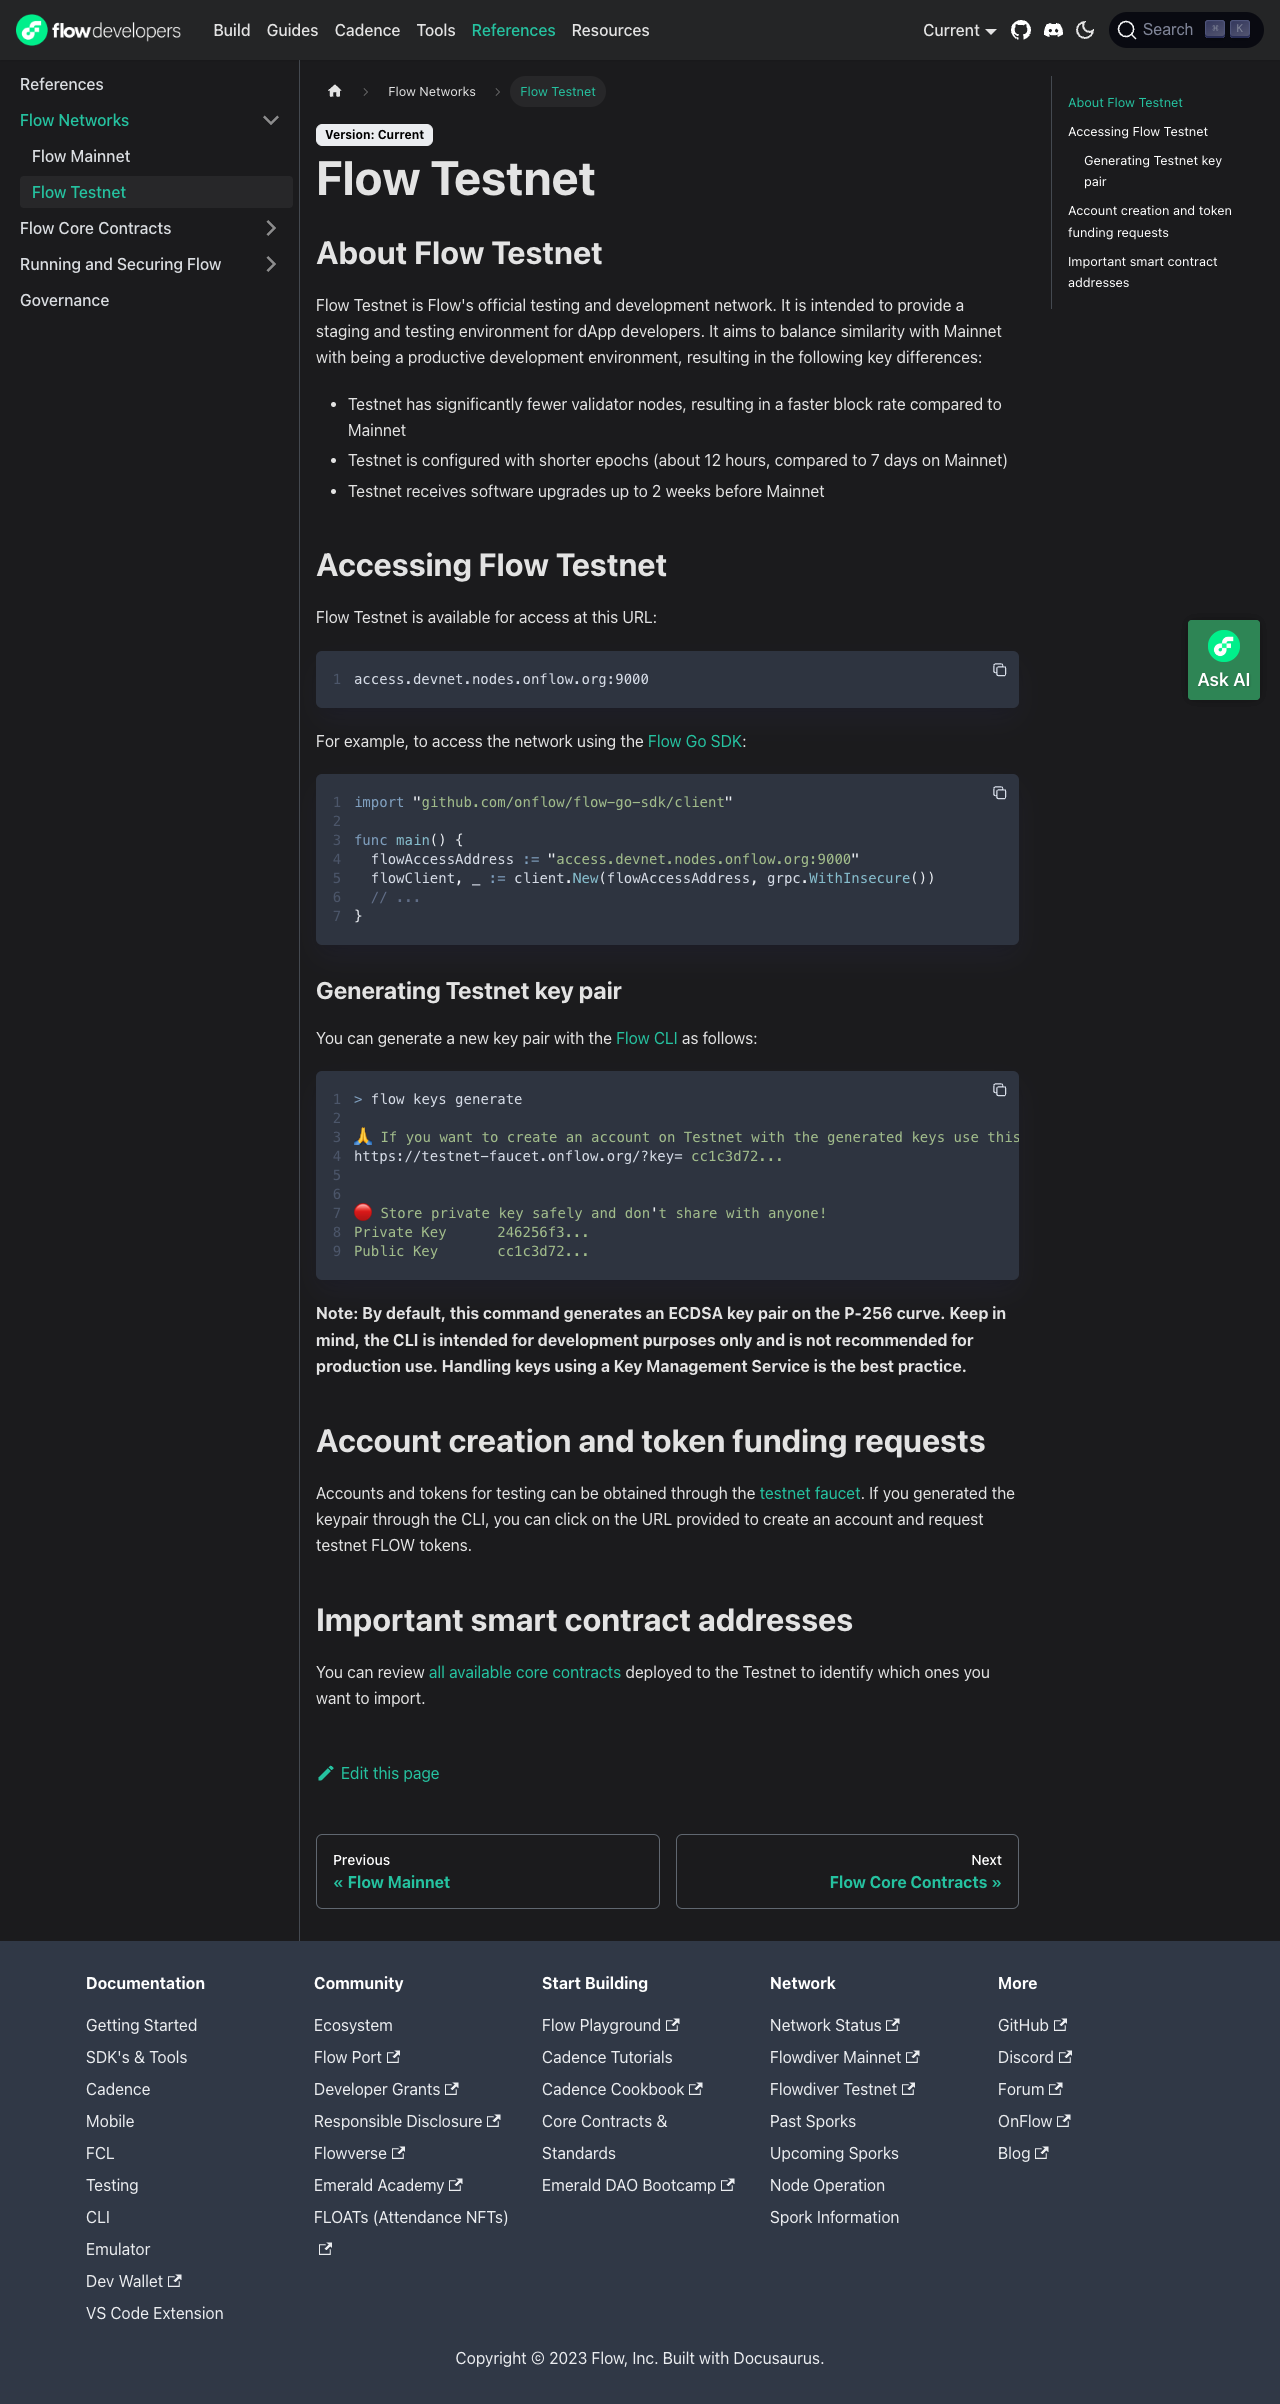 flowdevelopers
Build Guides Cadence Tools References Resources
Current
Search ⌘ K
References
Flow Networks
Flow Mainnet
Flow Testnet
Flow Core Contracts
Running and Securing Flow
Governance
Flow Networks
Flow Testnet
Version: Current
Flow Testnet
About Flow Testnet
Flow Testnet is Flow's official testing and development network. It is intended to provide a
staging and testing environment for dApp developers. It aims to balance similarity with Mainnet
with being a productive development environment, resulting in the following key differences:
• Testnet has significantly fewer validator nodes, resulting in a faster block rate compared to
Mainnet
• Testnet is configured with shorter epochs (about 12 hours, compared to 7 days on Mainnet)
• Testnet receives software upgrades up to 2 weeks before Mainnet
Accessing Flow Testnet
Flow Testnet is available for access at this URL:
1 access.devnet.nodes.onflow.org:9000
For example, to access the network using the Flow Go SDK:
1 import "github.com/onflow/flow-go-sdk/client"
2
3 func main() {
4 flowAccessAddress := "access.devnet.nodes.onflow.org:9000"
5 flowClient, _ := client.New(flowAccessAddress, grpc.WithInsecure())
6 // ...
7 }
Generating Testnet key pair
You can generate a new key pair with the Flow CLI as follows:
1 > flow keys generate
2
3 🙏 If you want to create an account on Testnet with the generated keys use this
4 https://testnet-faucet.onflow.org/?key= cc1c3d72...
5
6
7 🔴 Store private key safely and don't share with anyone!
8 Private Key 246256f3...
9 Public Key cc1c3d72...
Note: By default, this command generates an ECDSA key pair on the P-256 curve. Keep in
mind, the CLI is intended for development purposes only and is not recommended for
production use. Handling keys using a Key Management Service is the best practice.
Account creation and token funding requests
Accounts and tokens for testing can be obtained through the testnet faucet. If you generated the
keypair through the CLI, you can click on the URL provided to create an account and request
testnet FLOW tokens.
Important smart contract addresses
You can review all available core contracts deployed to the Testnet to identify which ones you
want to import.
Edit this page
Previous
« Flow Mainnet
Next
Flow Core Contracts »
About Flow Testnet
Accessing Flow Testnet
Generating Testnet key
pair
Account creation and token
funding requests
Important smart contract
addresses
Ask AI
Documentation
Getting Started
SDK's & Tools
Cadence
Mobile
FCL
Testing
CLI
Emulator
Dev Wallet
VS Code Extension
Community
Ecosystem
Flow Port
Developer Grants
Responsible Disclosure
Flowverse
Emerald Academy
FLOATs (Attendance NFTs)
Start Building
Flow Playground
Cadence Tutorials
Cadence Cookbook
Core Contracts &
Standards
Emerald DAO Bootcamp
Network
Network Status
Flowdiver Mainnet
Flowdiver Testnet
Past Sporks
Upcoming Sporks
Node Operation
Spork Information
More
GitHub
Discord
Forum
OnFlow
Blog
Copyright © 2023 Flow, Inc. Built with Docusaurus.